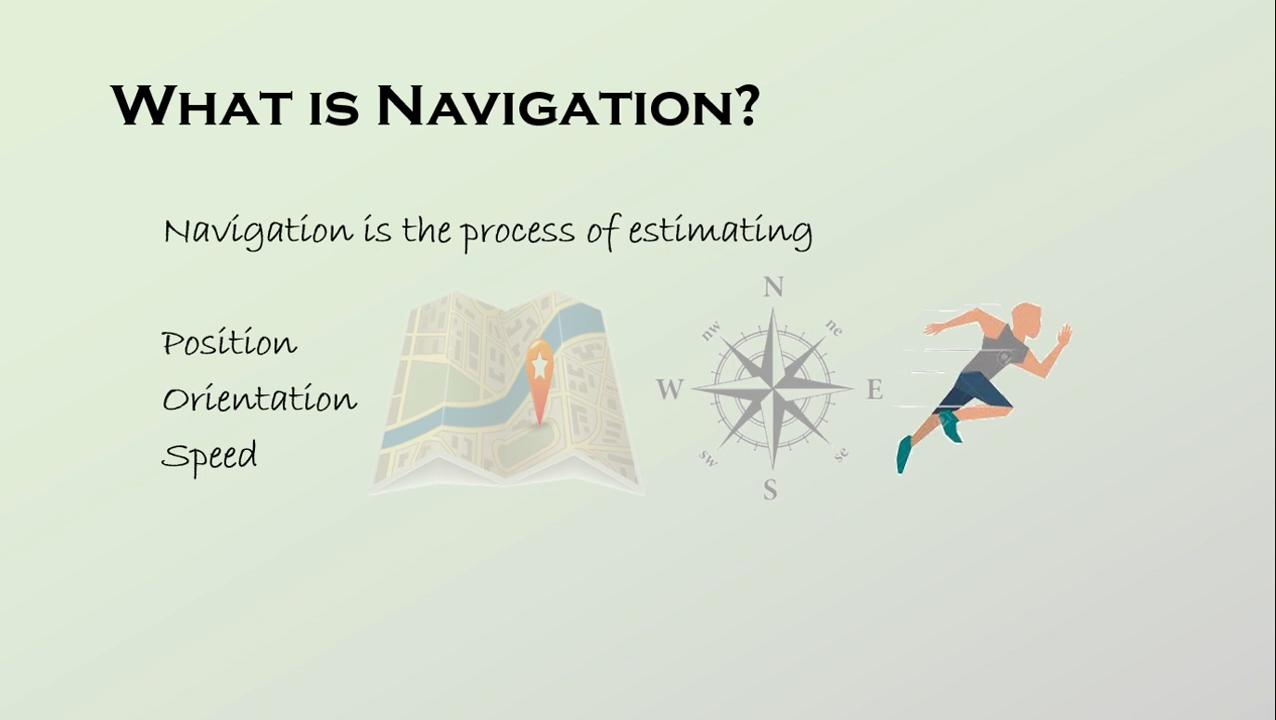 WHAT IS NAVIGATION?
Navigation is the process of estimating
Position
Orientation
Speed
N
nw
ne
W
E
sw
se
S